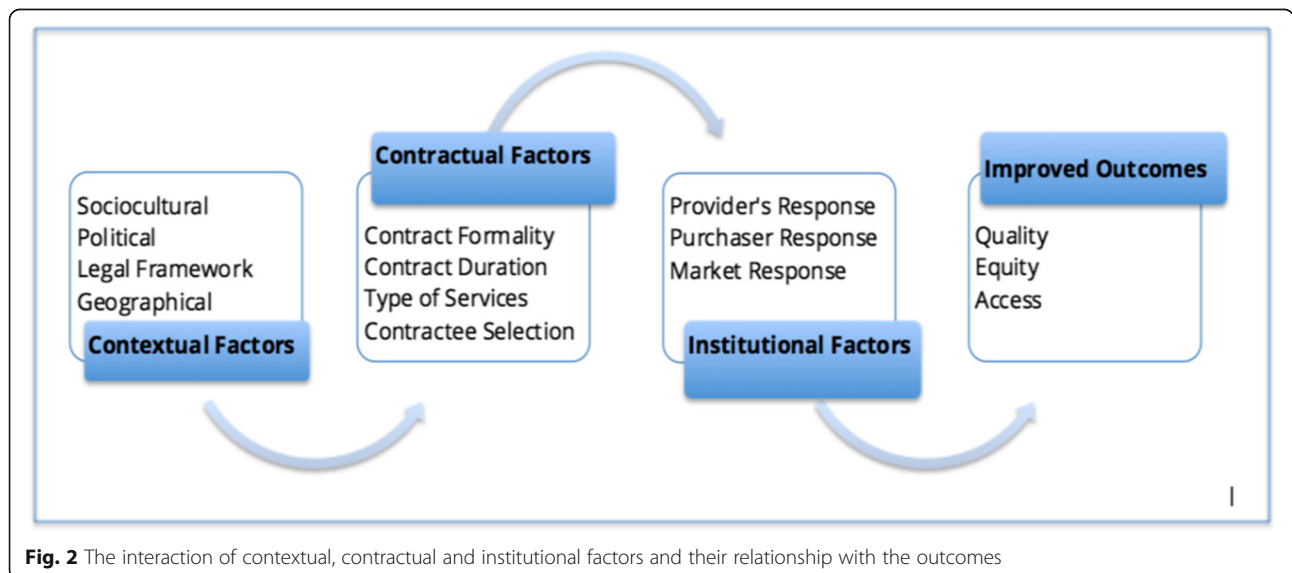 Sociocultural
Political
Legal Framework
Geographical
Contextual Factors
Contractual Factors
Contract Formality
Contract Duration
Type of Services
Contractee Selection
Provider's Response
Purchaser Response
Market Response
Institutional Factors
Improved Outcomes
Quality
Equity
Access
|
Fig. 2 The interaction of contextual, contractual and institutional factors and their relationship with the outcomes